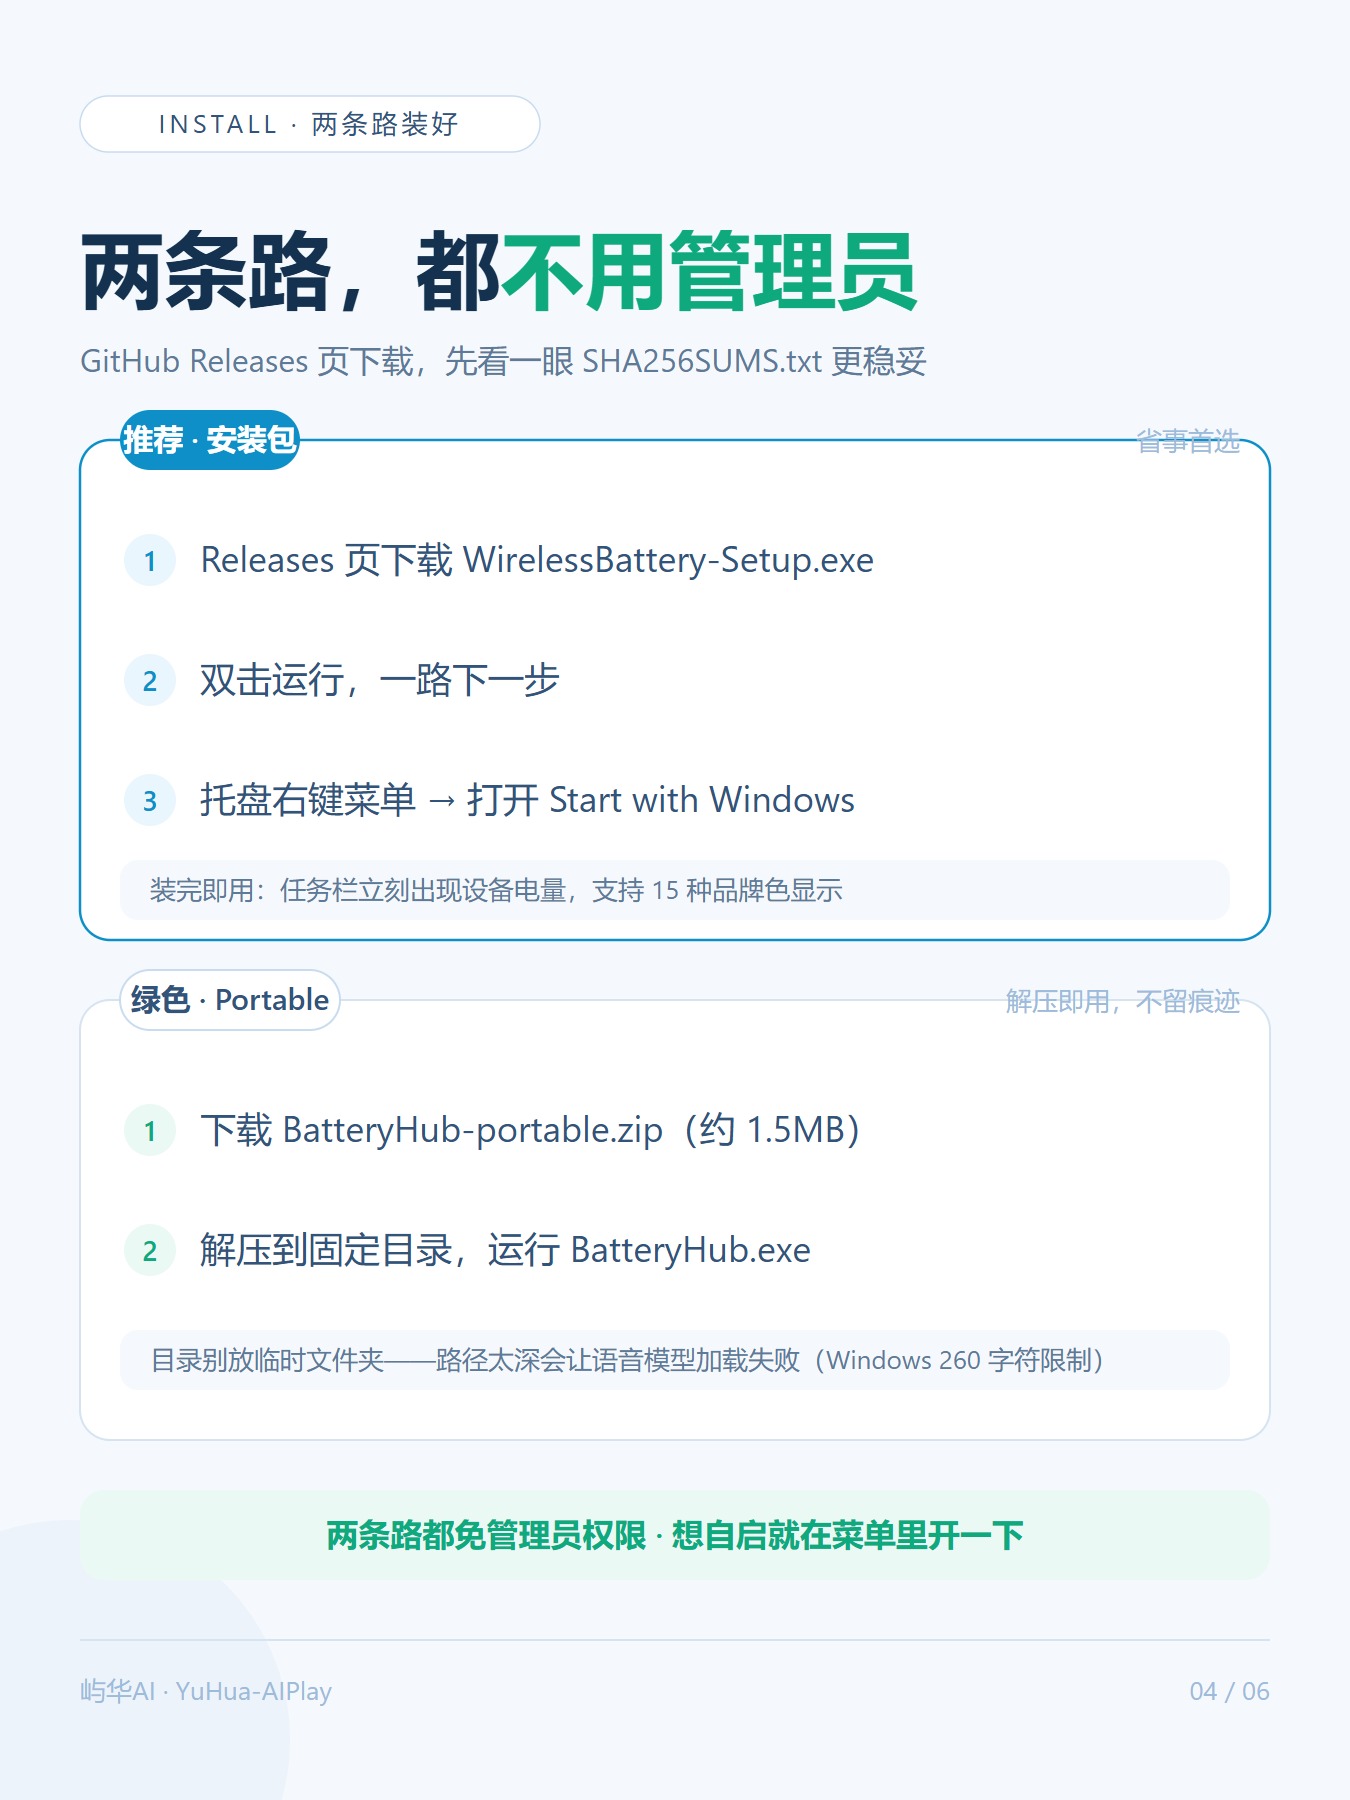 INSTALL · 两条路装好
两条路，都不用管理员
GitHub Releases 页下载，先看一眼 SHA256SUMS.txt 更稳妥
推荐 · 安装包
省事首选
1 Releases 页下载 WirelessBattery-Setup.exe
2 双击运行，一路下一步
3 托盘右键菜单 → 打开 Start with Windows
装完即用：任务栏立刻出现设备电量，支持 15 种品牌色显示
绿色 · Portable
解压即用，不留痕迹
1 下载 BatteryHub-portable.zip（约 1.5MB）
2 解压到固定目录，运行 BatteryHub.exe
目录别放临时文件夹——路径太深会让语音模型加载失败（Windows 260 字符限制）
两条路都免管理员权限 · 想自启就在菜单里开一下
屿华AI · YuHua-AIPlay
04 / 06